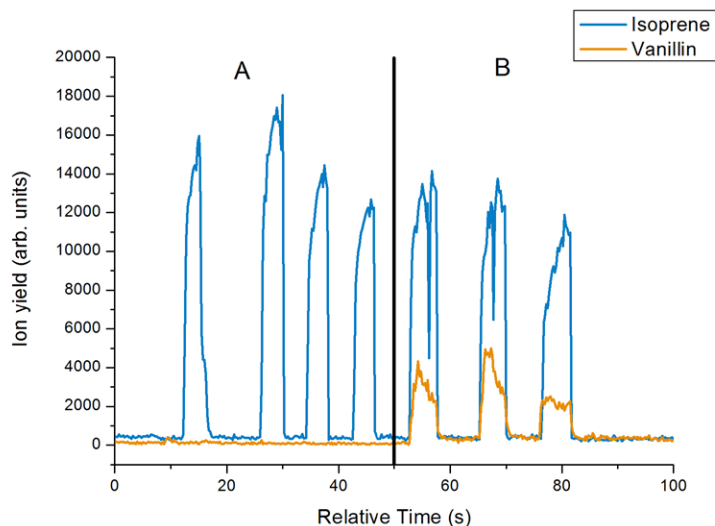 Isoprene
Vanillin
A
B
20000
18000
16000
14000
12000
10000
8000
6000
4000
2000
0
Ion yield (arb. units)
0 20 40 60 80 100
Relative Time (s)